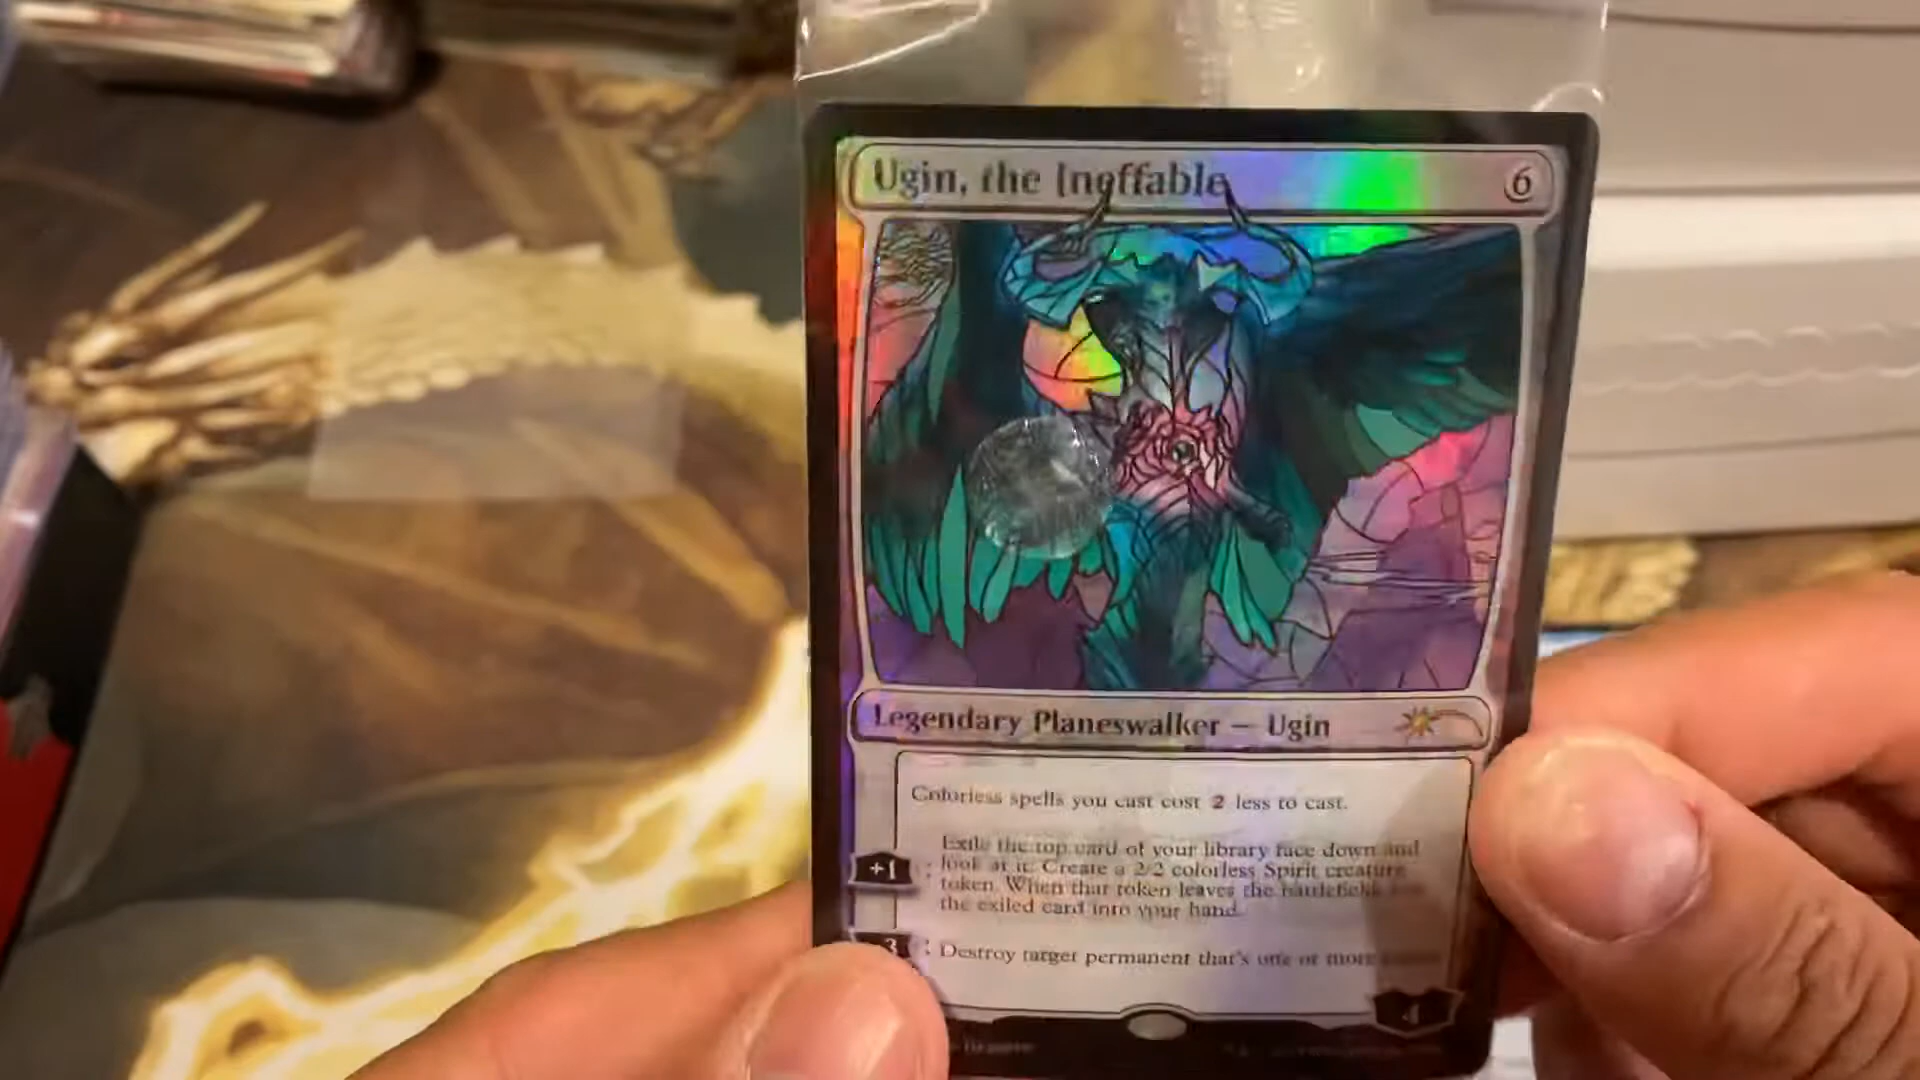 Ugin, the Ineffable 6
Legendary Planeswalker — Ugin
Colorless spells you cast cost 2 less to cast.
Exile the top card of your library face down and
+1 : look at it. Create a 2/2 colorless Spirit creature
token. When that token leaves the battlefield,
the exiled card into your hand.
3 : Destroy target permanent that's one or more
4